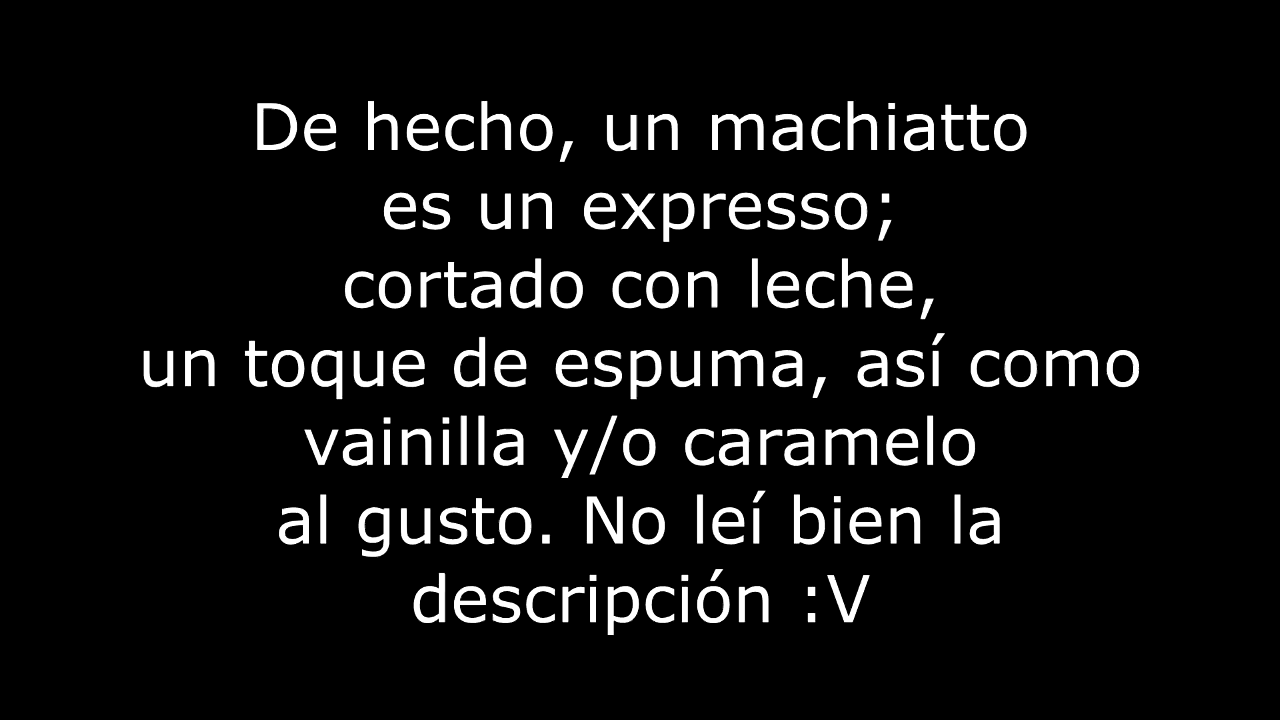 De hecho, un machiatto
es un expresso;
cortado con leche,
un toque de espuma, así como
vainilla y/o caramelo
al gusto. No leí bien la
descripción :V